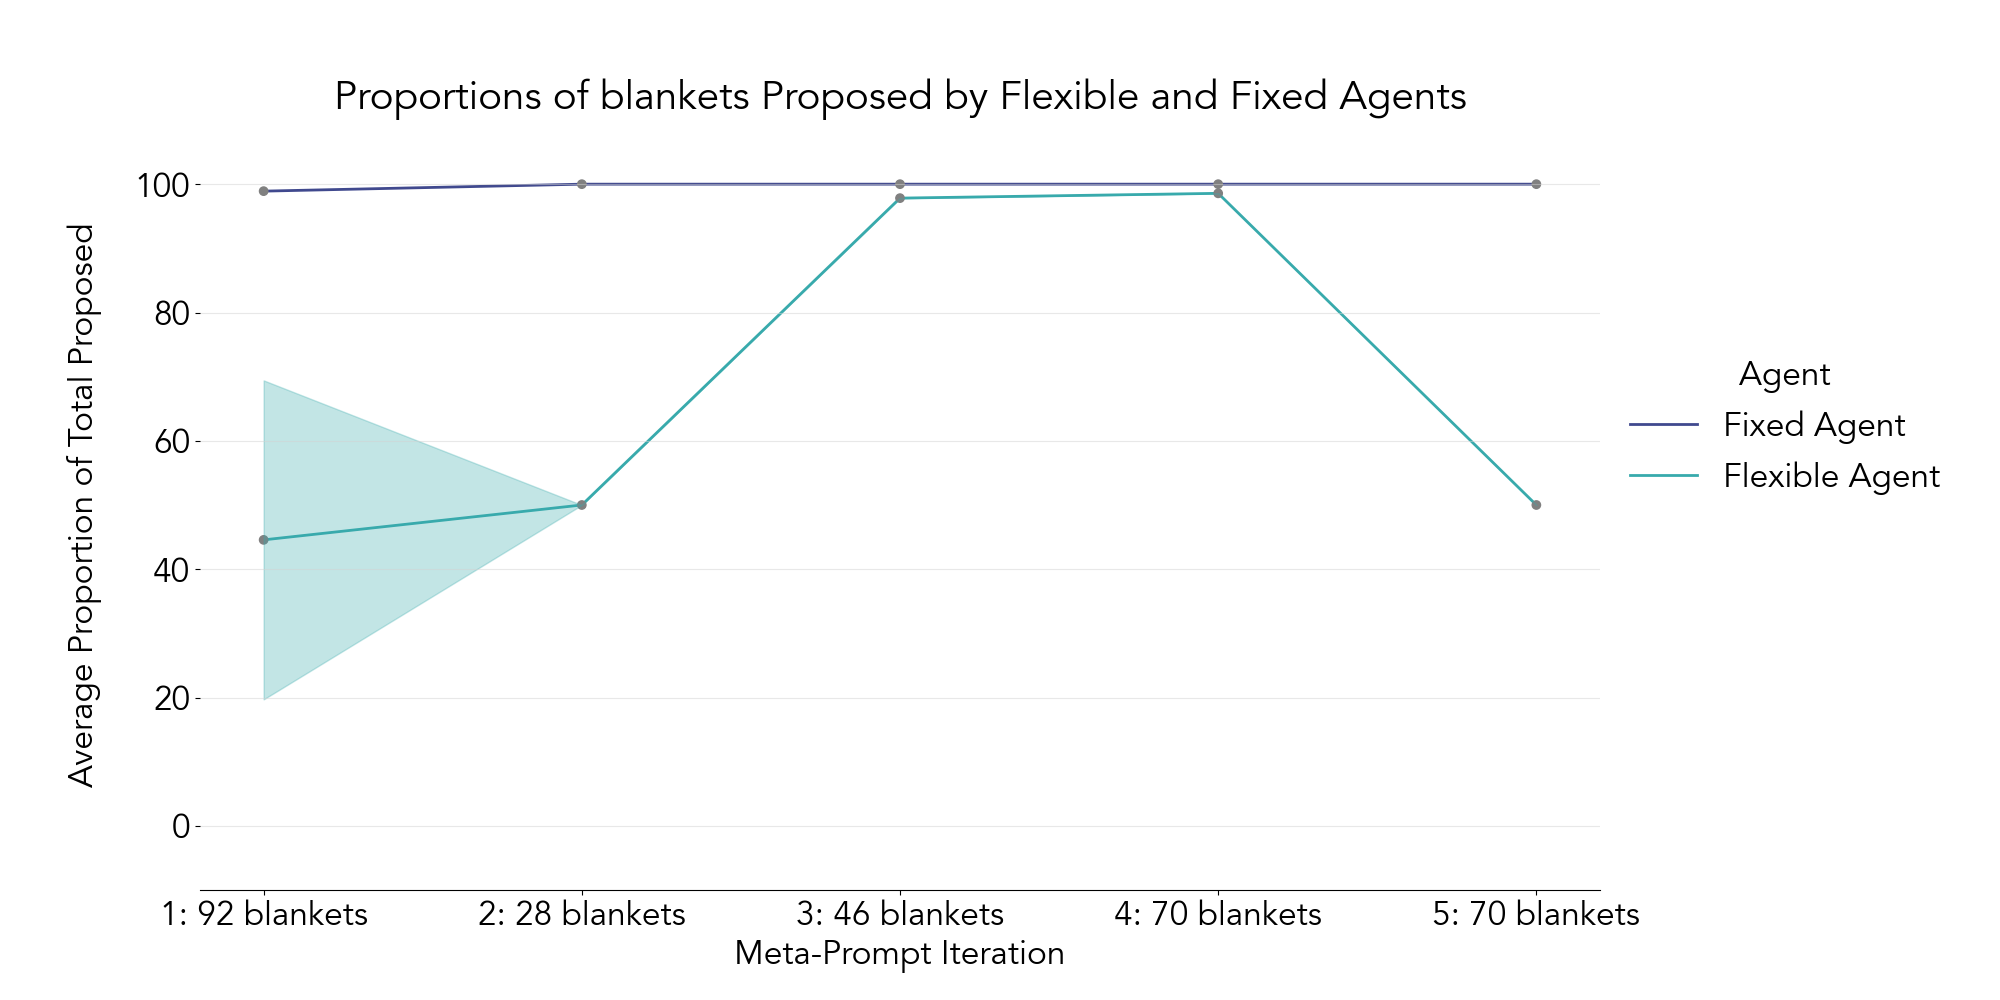 Proportions of blankets Proposed by Flexible and Fixed Agents
Average Proportion of Total Proposed
100
80
60
40
20
0
1: 92 blankets
2: 28 blankets
3: 46 blankets
4: 70 blankets
5: 70 blankets
Meta-Prompt Iteration
Agent
Fixed Agent
Flexible Agent